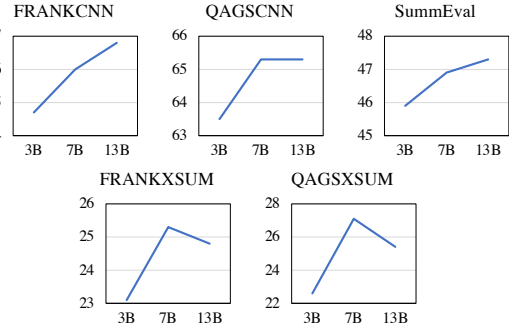 FRANKCNN QAGSCNN SummEval
66 48
65 47
64 46
63 45
3B 7B 13B 3B 7B 13B 3B 7B 13B
FRANKXSUM QAGSXSUM
26 28
25 26
24 24
23 22
3B 7B 13B 3B 7B 13B